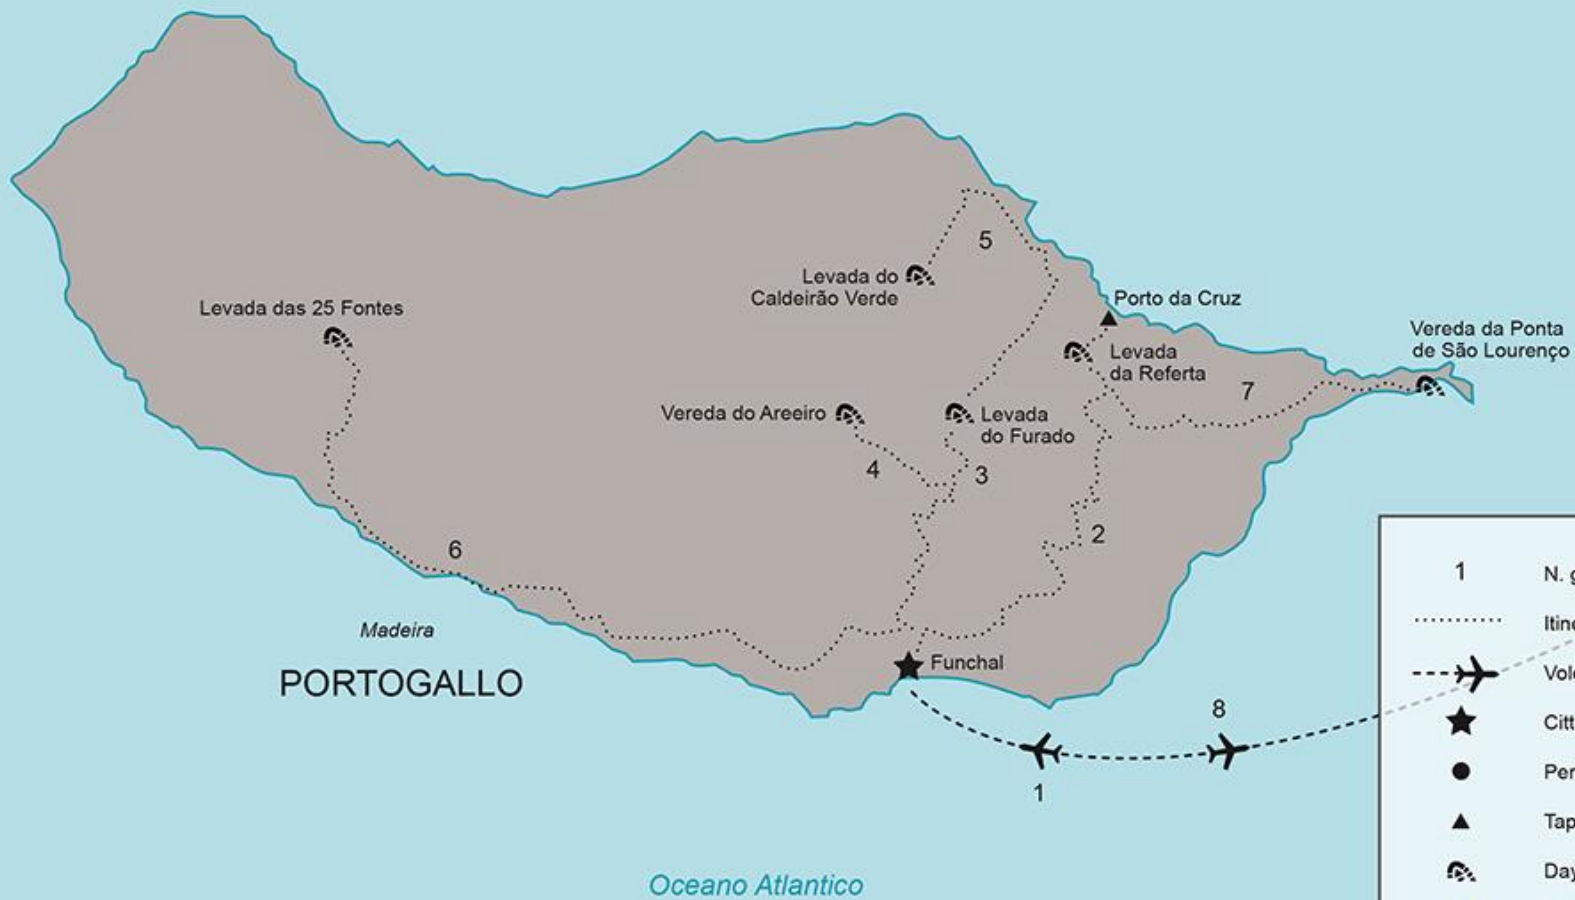 5
Levada do
Caldeirão Verde
Porto da Cruz
Levada das 25 Fontes
Vereda da Ponta
de São Lourenço
Levada
da Referta
7
Vereda do Areeiro
Levada
do Furado
4
3
2
6
Madeira
PORTOGALLO
Funchal
8
1
Oceano Atlantico
1
N.